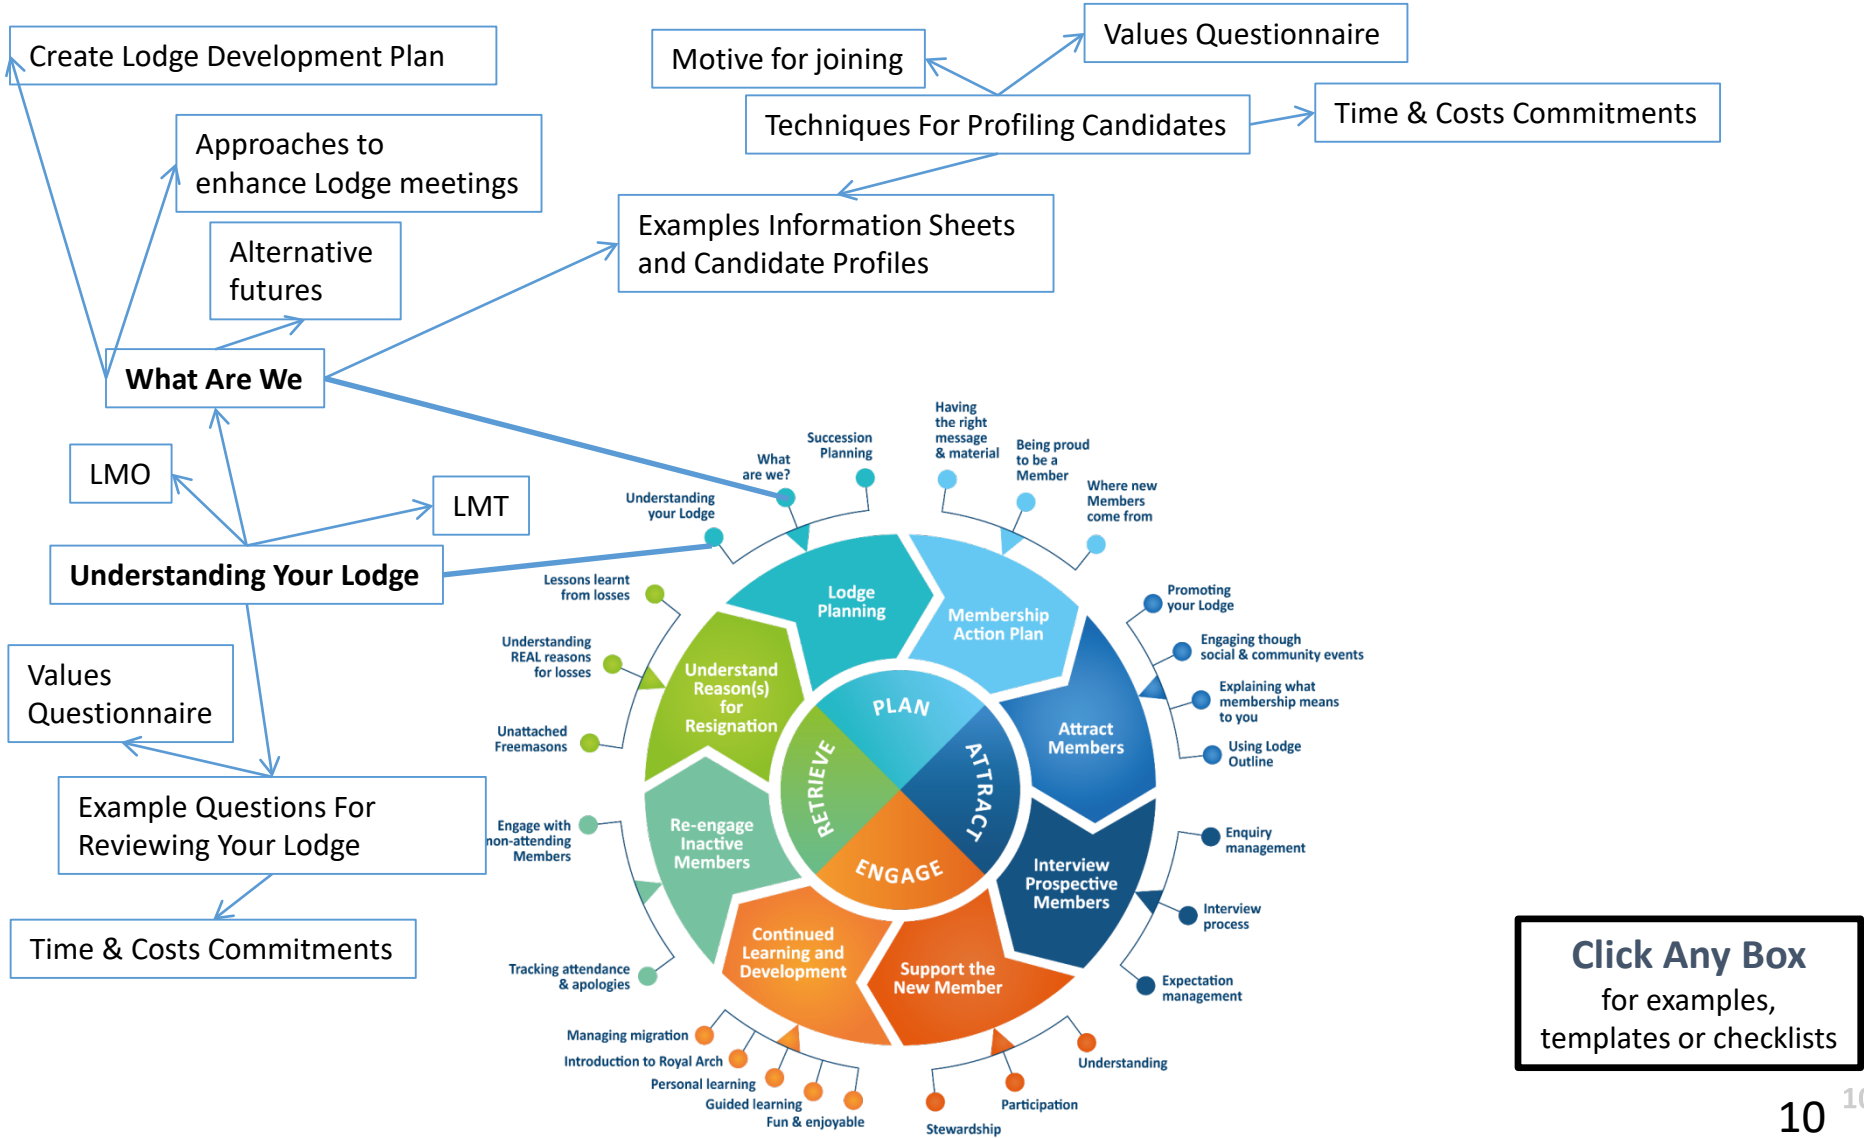 Create Lodge Development Plan
Motive for joining
Values Questionnaire
Techniques For Profiling Candidates
Time & Costs Commitments
Approaches to
enhance Lodge meetings
Examples Information Sheets
and Candidate Profiles
Alternative
futures
What Are We
LMO
LMT
Understanding Your Lodge
Values
Questionnaire
Example Questions For
Reviewing Your Lodge
Time & Costs Commitments
Understanding
your Lodge
What
are we?
Succession
Planning
Having
the right
message
& material
Being proud
to be a
Member
Where new
Members
come from
Promoting
your Lodge
Engaging though
social & community events
Explaining what
membership means
to you
Using Lodge
Outline
Enquiry
management
Interview
process
Expectation
management
Understanding
Participation
Stewardship
Fun & enjoyable
Guided learning
Personal learning
Introduction to Royal Arch
Managing migration
Tracking attendance
& apologies
Engage with
non-attending
Members
Unattached
Freemasons
Understanding
REAL reasons
for losses
Lessons learnt
from losses
Lodge
Planning
Membership
Action Plan
Attract
Members
Interview
Prospective
Members
Support the
New Member
Continued
Learning and
Development
Re-engage
Inactive
Members
Understand
Reason(s)
for
Resignation
PLAN
ATTRACT
ENGAGE
RETRIEVE
Click Any Box
for examples,
templates or checklists
10
10